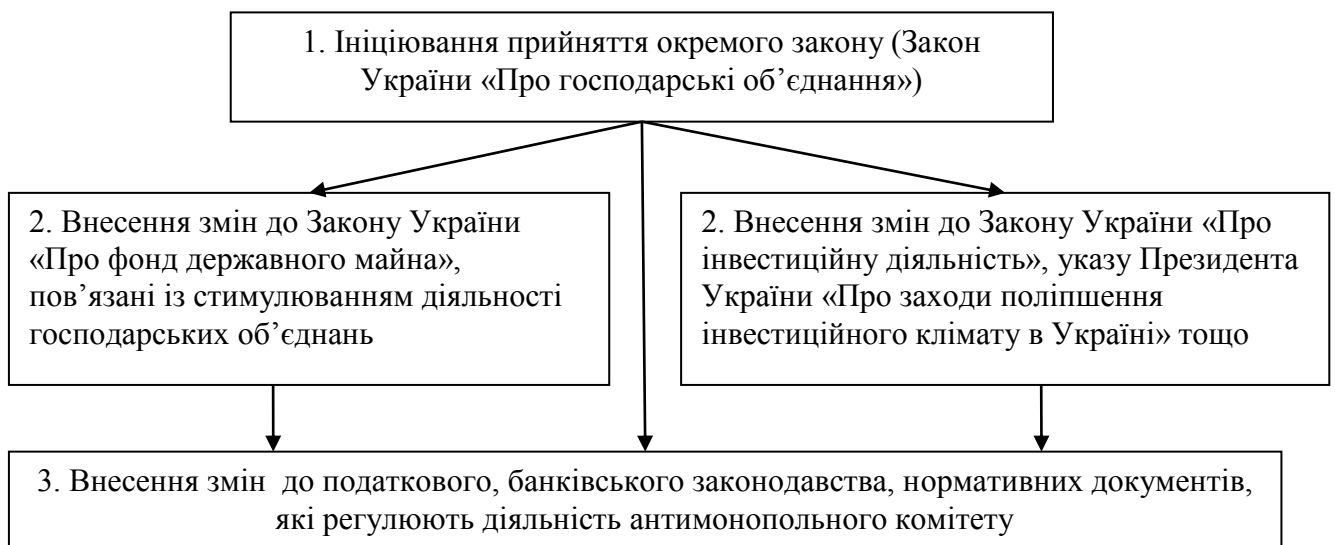 1. Ініціювання прийняття окремого закону (Закон
України «Про господарські об’єднання»)
2. Внесення змін до Закону України
«Про фонд державного майна»,
пов’язані із стимулюванням діяльності
господарських об’єднань
2. Внесення змін до Закону України «Про
інвестиційну діяльність», указу Президента
України «Про заходи поліпшення
інвестиційного клімату в Україні» тощо
3. Внесення змін до податкового, банківського законодавства, нормативних документів,
які регулюють діяльність антимонопольного комітету